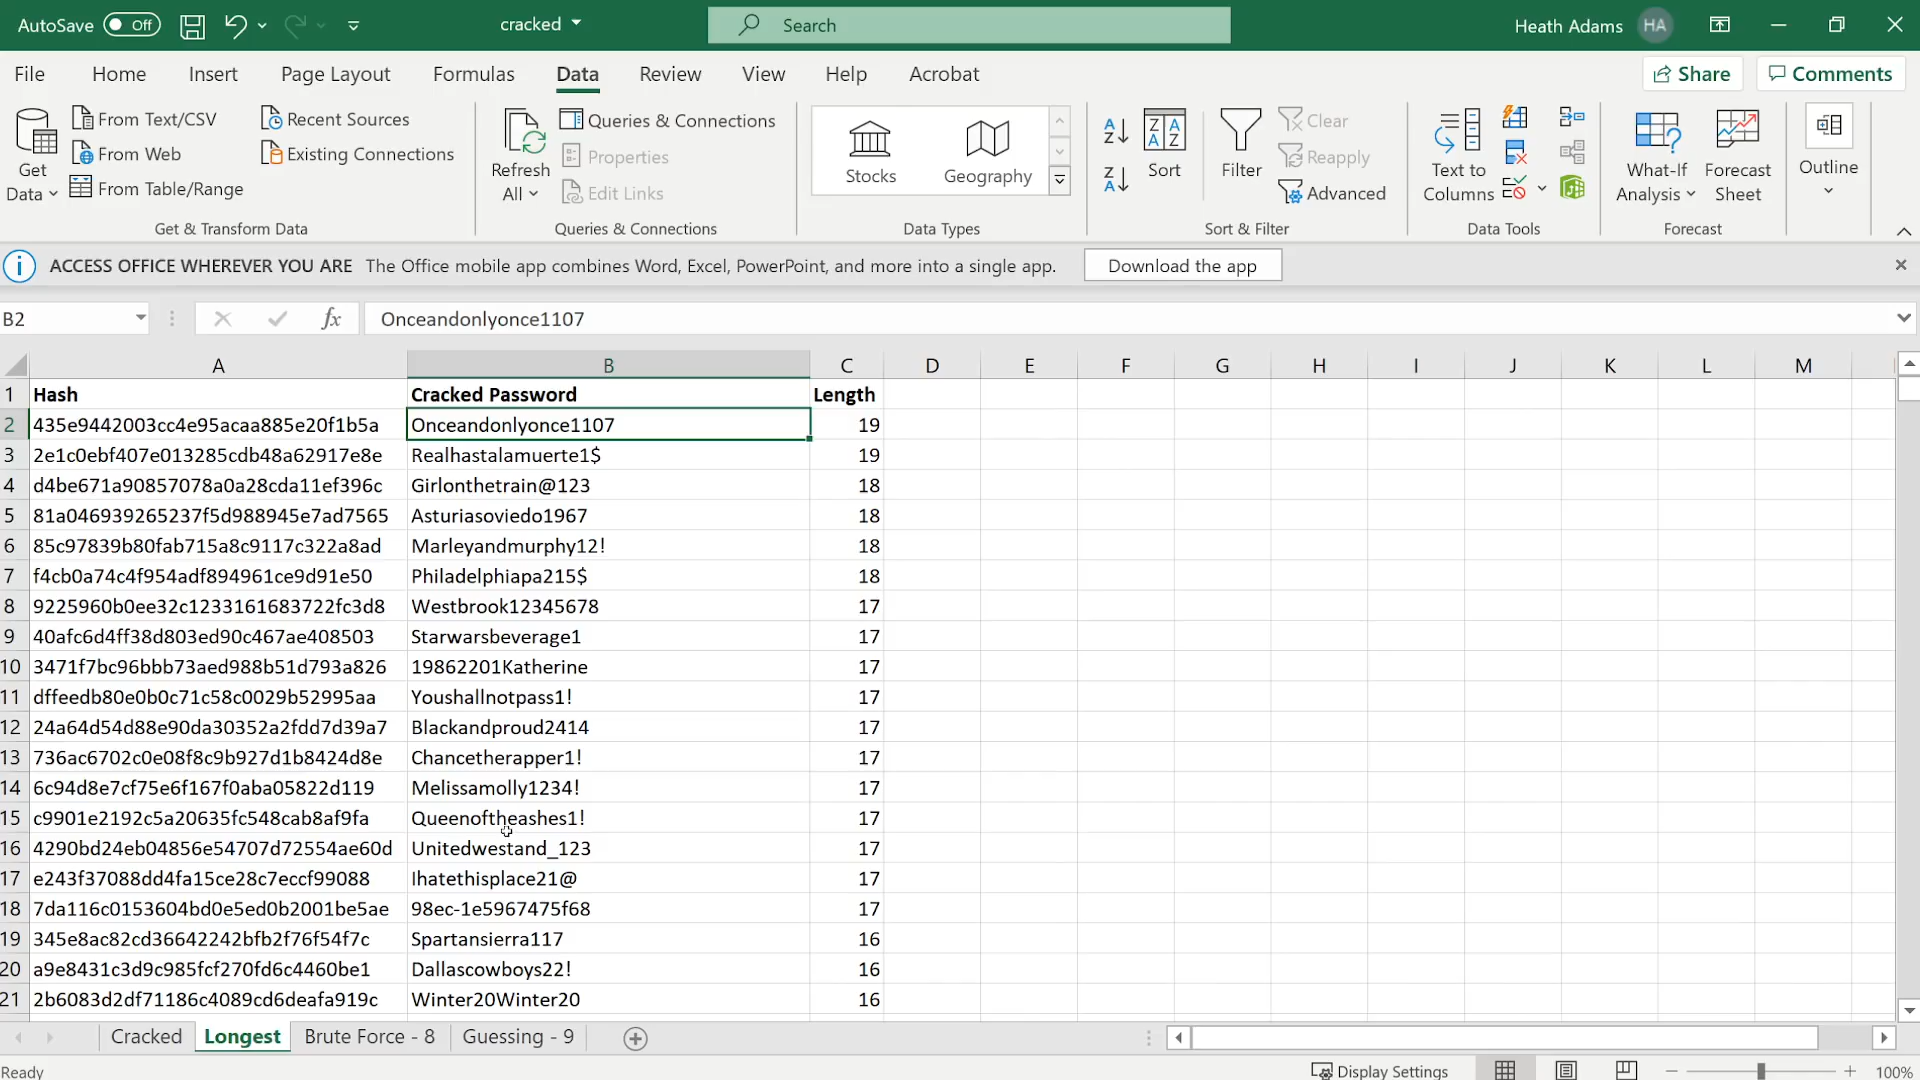 AutoSave Off cracked Search Heath Adams HA
File Home Insert Page Layout Formulas Data Review View Help Acrobat Share Comments
Get Data
From Text/CSV
From Web
From Table/Range
Recent Sources
Existing Connections
Get & Transform Data
Refresh All
Queries & Connections
Properties
Edit Links
Queries & Connections
Stocks
Geography
Data Types
Sort
Filter
Clear
Reapply
Advanced
Sort & Filter
Text to Columns
Data Tools
What-If Analysis
Forecast Sheet
Forecast
Outline
ACCESS OFFICE WHEREVER YOU ARE The Office mobile app combines Word, Excel, PowerPoint, and more into a single app. Download the app
B2 fx Onceandonlyonce1107
A B C D E F G H I J K L M
1 Hash Cracked Password Length
2 435e9442003cc4e95acaa885e20f1b5a Onceandonlyonce1107 19
3 2e1c0ebf407e013285cdb48a62917e8e Realhastalamuerte1$ 19
4 d4be671a90857078a0a28cda11ef396c Girlonthetrain@123 18
5 81a046939265237f5d988945e7ad7565 Asturiasoviedo1967 18
6 85c97839b80fab715a8c9117c322a8ad Marleyandmurphy12! 18
7 f4cb0a74c4f954adf894961ce9d91e50 Philadelphiapa215$ 18
8 9225960b0ee32c1233161683722fc3d8 Westbrook12345678 17
9 40afc6d4ff38d803ed90c467ae408503 Starwarsbeverage1 17
10 3471f7bc96bbb73aed988b51d793a826 19862201Katherine 17
11 dffeedb80e0b0c71c58c0029b52995aa Youshallnotpass1! 17
12 24a64d54d88e90da30352a2fdd7d39a7 Blackandproud2414 17
13 736ac6702c0e08f8c9b927d1b8424d8e Chancetherapper1! 17
14 6c94d8e7cf75e6f167f0aba05822d119 Melissamolly1234! 17
15 c9901e2192c5a20635fc548cab8af9fa Queenoftheashes1! 17
16 4290bd24eb04856e54707d72554ae60d Unitedwestand_123 17
17 e243f37088dd4fa15ce28c7eccf99088 Ihatethisplace21@ 17
18 7da116c0153604bd0e5ed0b2001be5ae 98ec-1e5967475f68 17
19 345e8ac82cd36642242bfb2f76f54f7c Spartansierra117 16
20 a9e8431c3d9c985fcf270fd6c4460be1 Dallascowboys22! 16
21 2b6083d2df71186c4089cd6deafa919c Winter20Winter20 16
Cracked Longest Brute Force - 8 Guessing - 9
Ready Display Settings 100%